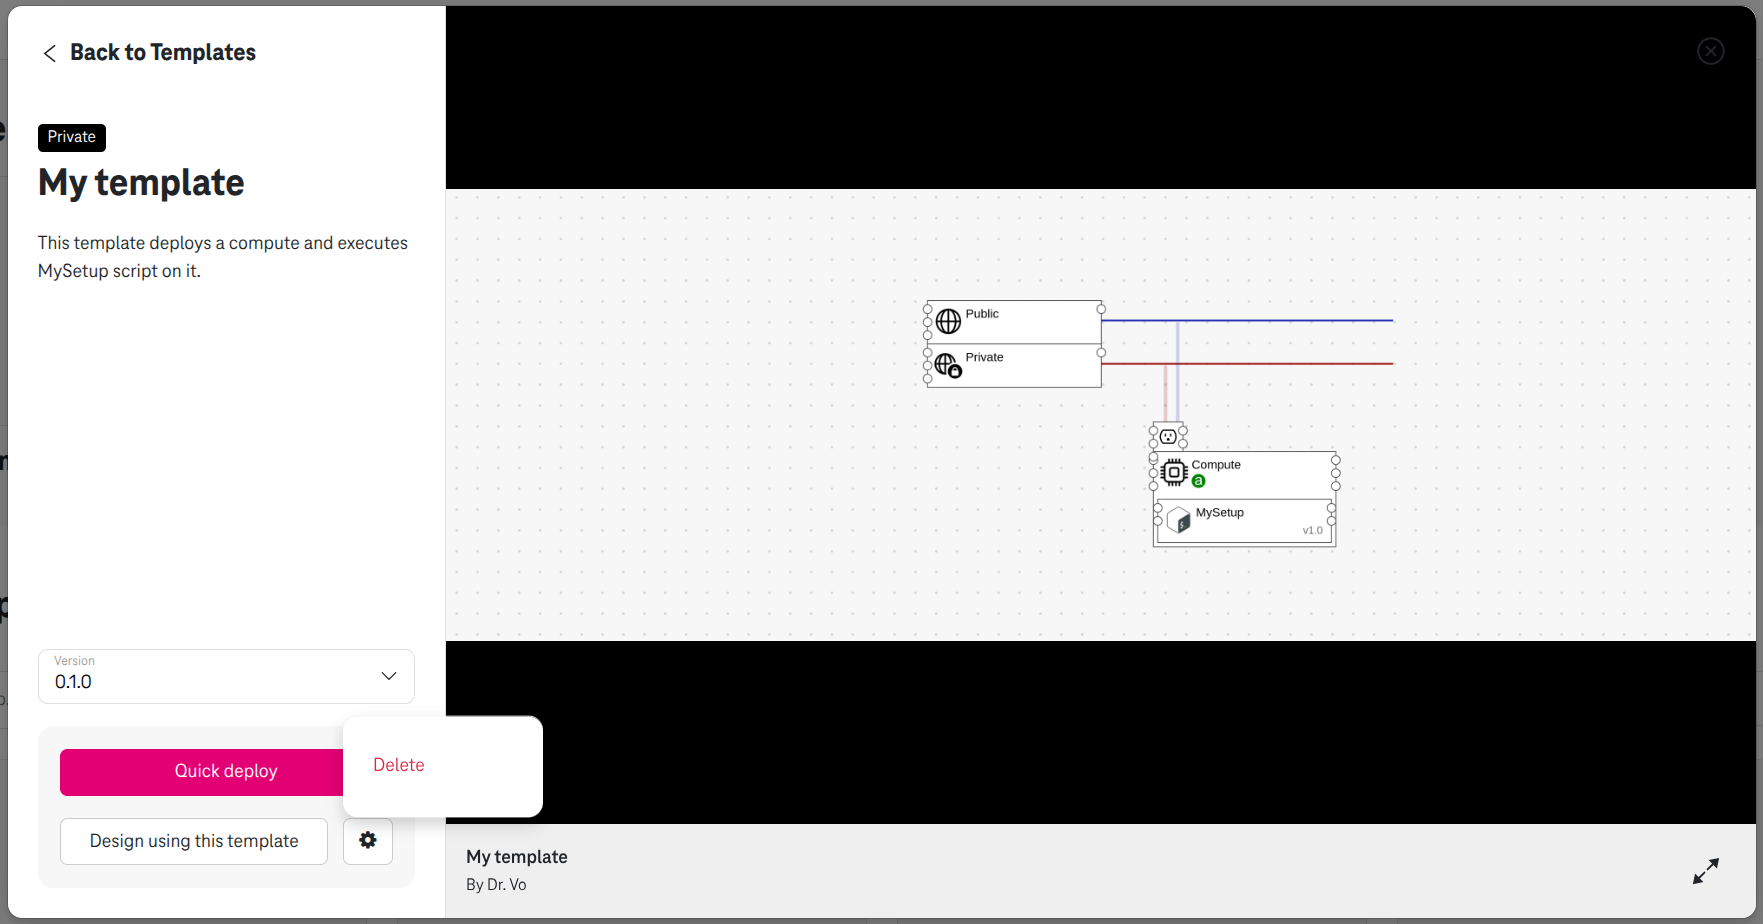 Back to Templates
Private
My template
This template deploys a compute and executes
MySetup script on it.
Version
0.1.0
Quick deploy
Delete
Design using this template
Public
Private
Compute
a
MySetup
v1.0
My template
By Dr. Vo